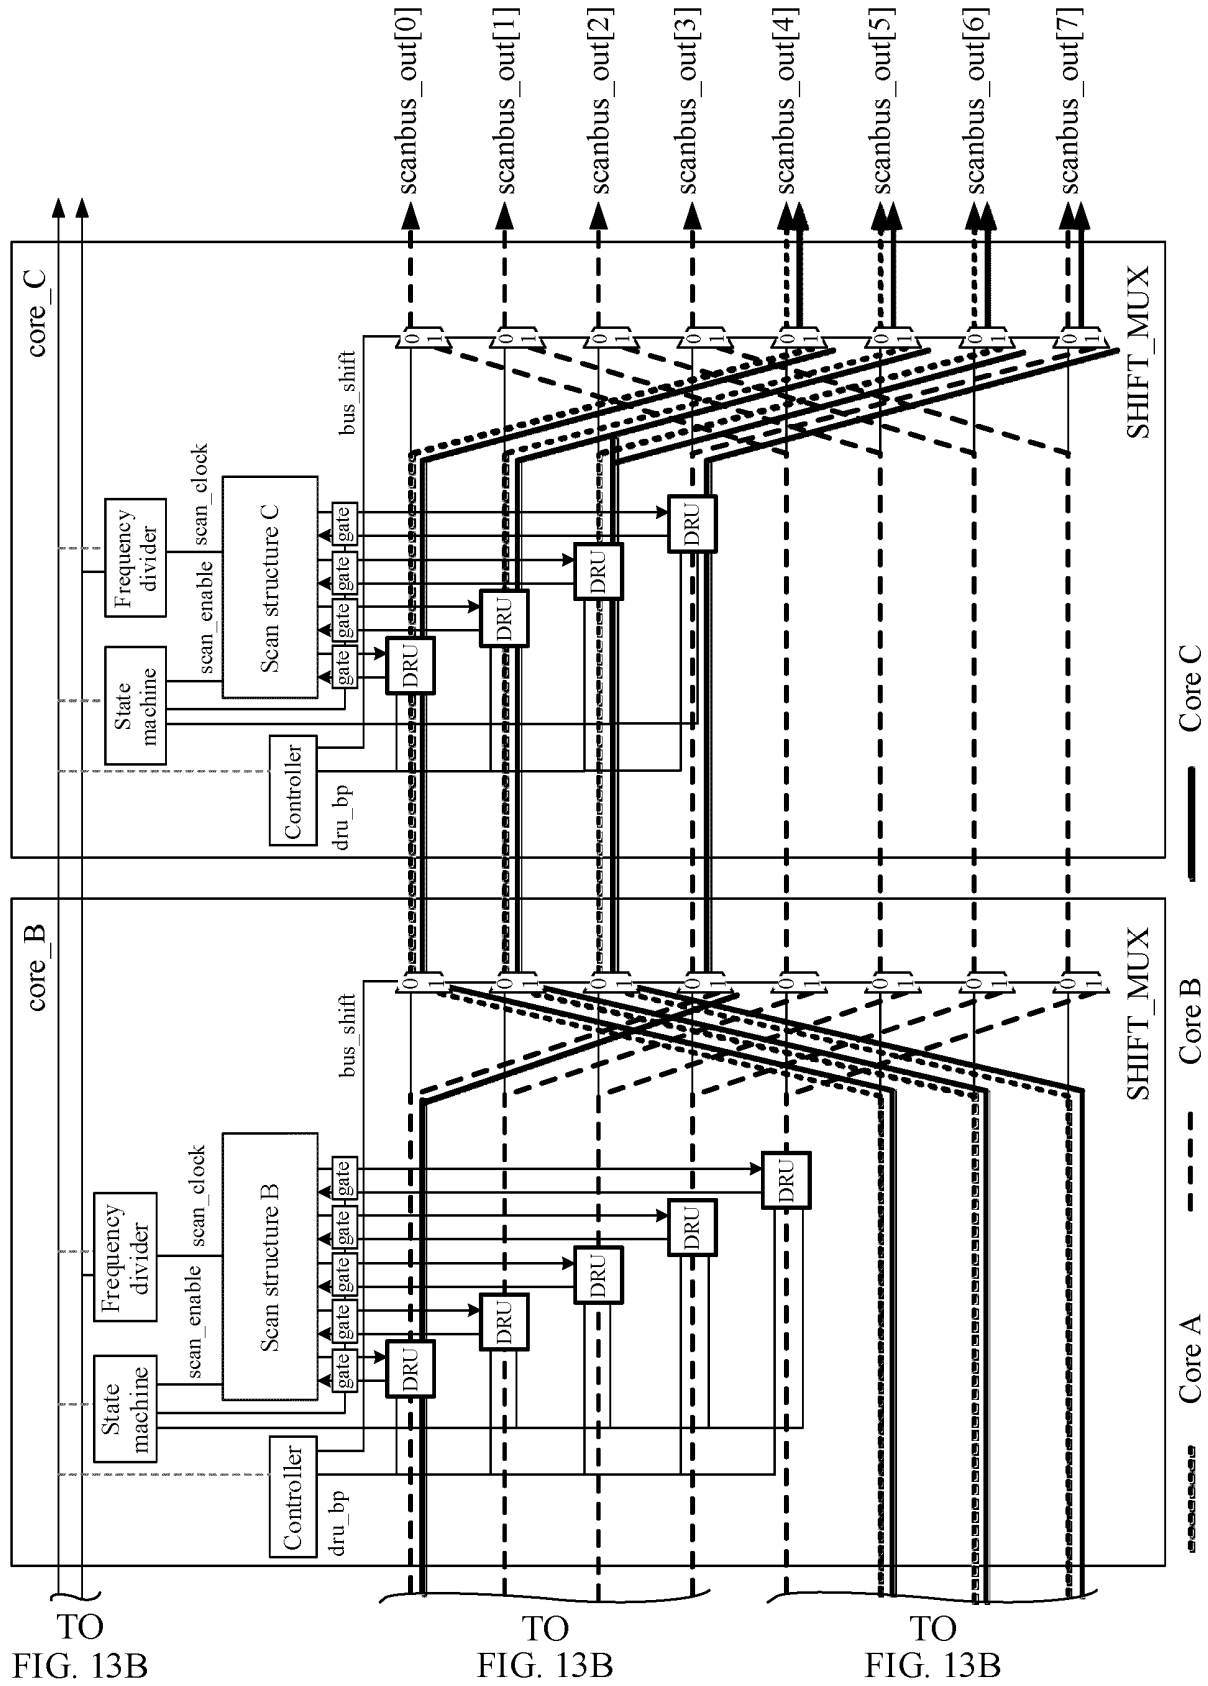 core_B
core_C
State
machine
Frequency
divider
scan_enable
scan_clock
Controller
dru_bp
Scan structure B
gate
gate
gate
gate
gate
bus_shift
DRU
DRU
DRU
DRU
DRU
0
1
0
1
0
1
0
1
0
1
0
1
0
1
0
1
SHIFT_MUX
State
machine
Frequency
divider
scan_enable
scan_clock
Controller
dru_bp
Scan structure C
gate
gate
gate
gate
bus_shift
DRU
DRU
DRU
DRU
0
1
0
1
0
1
0
1
0
1
0
1
0
1
0
1
SHIFT_MUX
scanbus_out[0]
scanbus_out[1]
scanbus_out[2]
scanbus_out[3]
scanbus_out[4]
scanbus_out[5]
scanbus_out[6]
scanbus_out[7]
TO
FIG. 13B
TO
FIG. 13B
TO
FIG. 13B
Core A
Core B
Core C